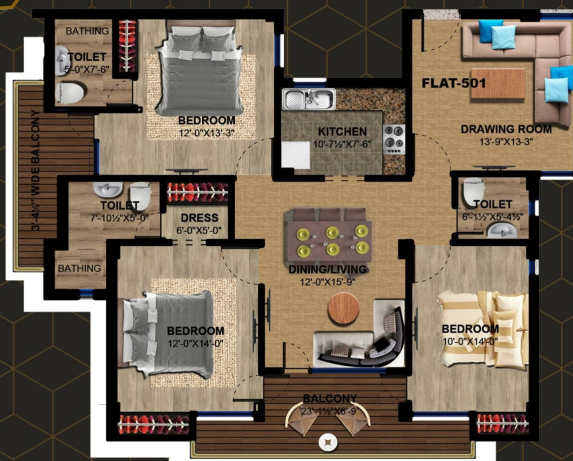 BATHING
TOILET
5'-0"X7'-6"
BEDROOM
12'-0"X13'-3"
3'-4½" WIDE BALCONY
KITCHEN
10'-7½"X7'-6"
FLAT-501
DRAWING ROOM
13'-9"X13-3"
TOILET
7'-10½"X5'-0"
BATHING
DRESS
6'-0"X5'-0"
TOILET
6'-1½"X5'-4½"
DINING/LIVING
12'-0"X15'-9"
BEDROOM
12'-0"X14'-0"
BEDROOM
10'-0"X14'-0"
BALCONY
23'-1½"X6'-9"